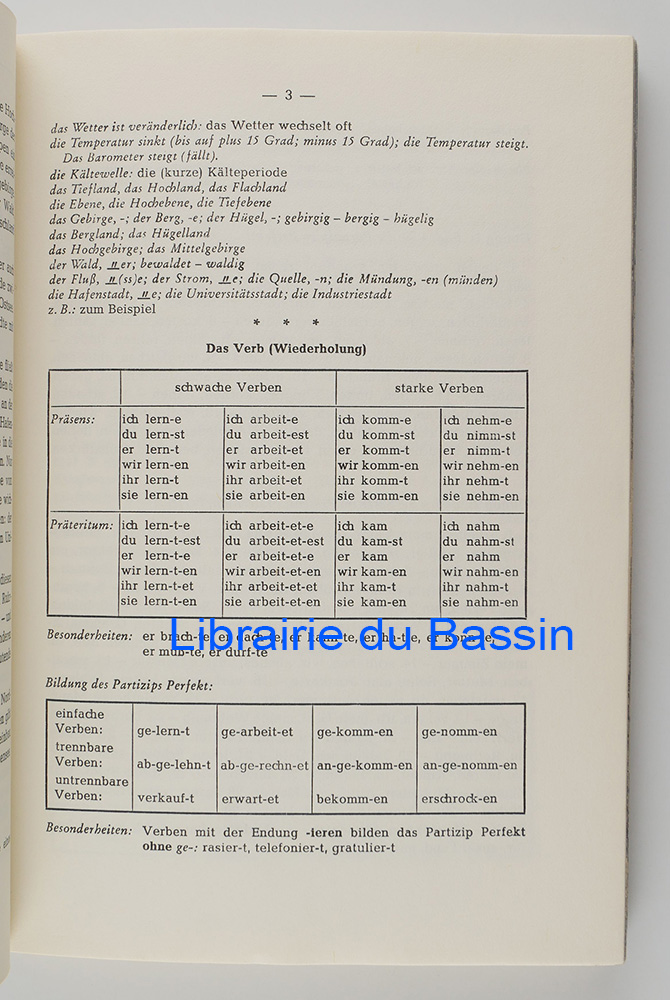 — 3 —
das Wetter ist veränderlich: das Wetter wechselt oft
die Temperatur sinkt (bis auf plus 15 Grad; minus 15 Grad); die Temperatur steigt.
Das Barometer steigt (fällt).
die Kältewelle: die (kurze) Kälteperiode
das Tiefland, das Hochland, das Flachland
die Ebene, die Hochebene, die Tiefebene
das Gebirge, -; der Berg, -e; der Hügel, -; gebirgig – bergig – hügelig
das Bergland; das Hügelland
das Hochgebirge; das Mittelgebirge
der Wald, ⸚er; bewaldet – waldig
der Fluß, ⸚(ss)e; der Strom, ⸚e; die Quelle, -n; die Mündung, -en (münden)
die Hafenstadt, ⸚e; die Universitätsstadt; die Industriestadt
z. B.: zum Beispiel
* * *
Das Verb (Wiederholung)
schwache Verben starke Verben
Präsens: ich lern-e ich arbeit-e ich komm-e ich nehm-e
du lern-st du arbeit-est du komm-st du nimm-st
er lern-t er arbeit-et er komm-t er nimm-t
wir lern-en wir arbeit-en wir komm-en wir nehm-en
ihr lern-t ihr arbeit-et ihr komm-t ihr nehm-t
sie lern-en sie arbeit-en sie komm-en sie nehm-en
Präteritum: ich lern-t-e ich arbeit-et-e ich kam ich nahm
du lern-t-est du arbeit-et-est du kam-st du nahm-st
er lern-t-e er arbeit-et-e er kam er nahm
wir lern-t-en wir arbeit-et-en wir kam-en wir nahm-en
ihr lern-t-et ihr arbeit-et-et ihr kam-t ihr nahm-t
sie lern-t-en sie arbeit-et-en sie kam-en sie nahm-en
Besonderheiten: er brach-te, er dach-te, er kann-te, er hat-te, er konn-te,
er muß-te, er durf-te
Librairie du Bassin
Bildung des Partizips Perfekt:
einfache
Verben: ge-lern-t ge-arbeit-et ge-komm-en ge-nomm-en
trennbare
Verben: ab-ge-lehn-t ab-ge-rechn-et an-ge-komm-en an-ge-nomm-en
untrennbare
Verben: verkauf-t erwart-et bekomm-en erschrock-en
Besonderheiten: Verben mit der Endung -ieren bilden das Partizip Perfekt
ohne ge-: rasier-t, telefonier-t, gratulier-t